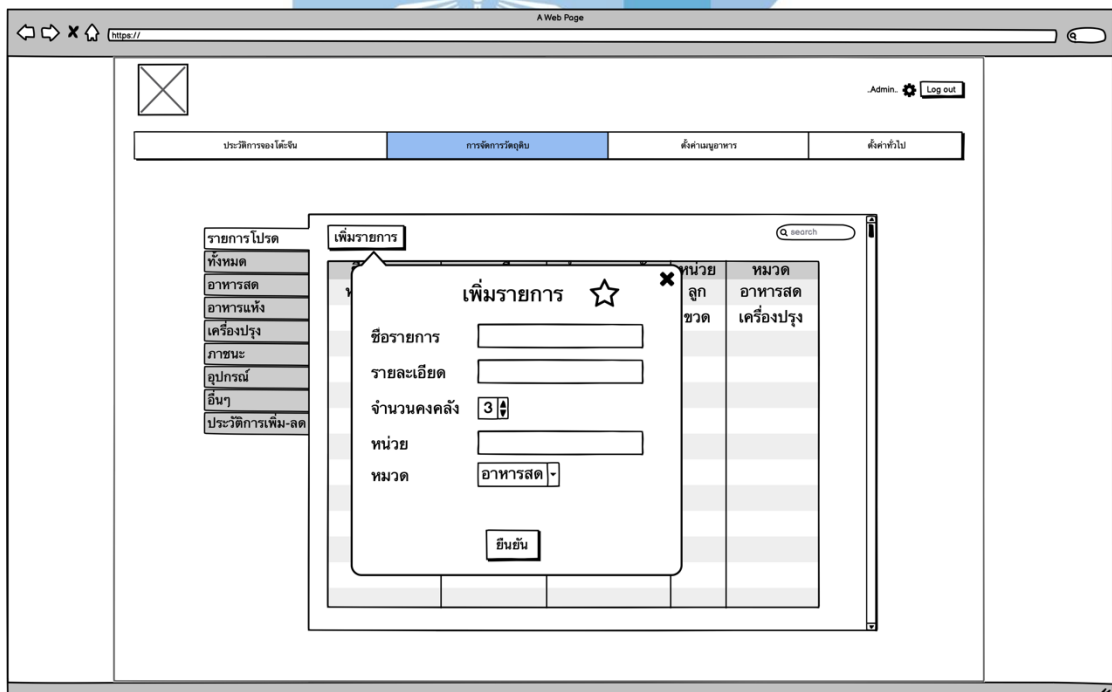 A Web Page
https://
..Admin.. Log out
ประวัติการจองโต๊ะจีน การจัดการวัตถุดิบ ตั้งค่าเมนูอาหาร ตั้งค่าทั่วไป
รายการโปรด
ทั้งหมด
อาหารสด
อาหารแห้ง
เครื่องปรุง
ภาชนะ
อุปกรณ์
อื่นๆ
ประวัติการเพิ่ม-ลด
เพิ่มรายการ search
หน่วย หมวด
ลูก อาหารสด
ขวด เครื่องปรุง
เพิ่มรายการ
ชื่อรายการ
รายละเอียด
จำนวนคงคลัง 3
หน่วย
หมวด อาหารสด
ยืนยัน